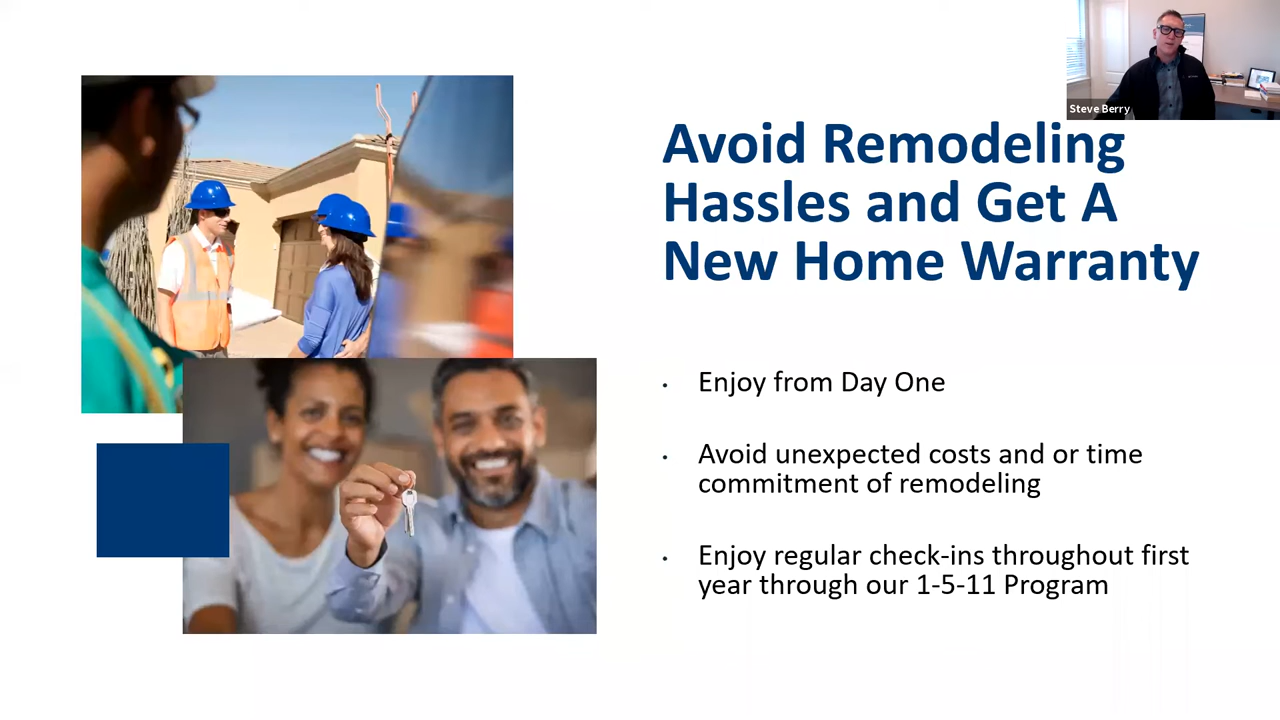 Steve Berry
Avoid Remodeling
Hassles and Get A
New Home Warranty
• Enjoy from Day One
• Avoid unexpected costs and or time
commitment of remodeling
• Enjoy regular check-ins throughout first
year through our 1-5-11 Program